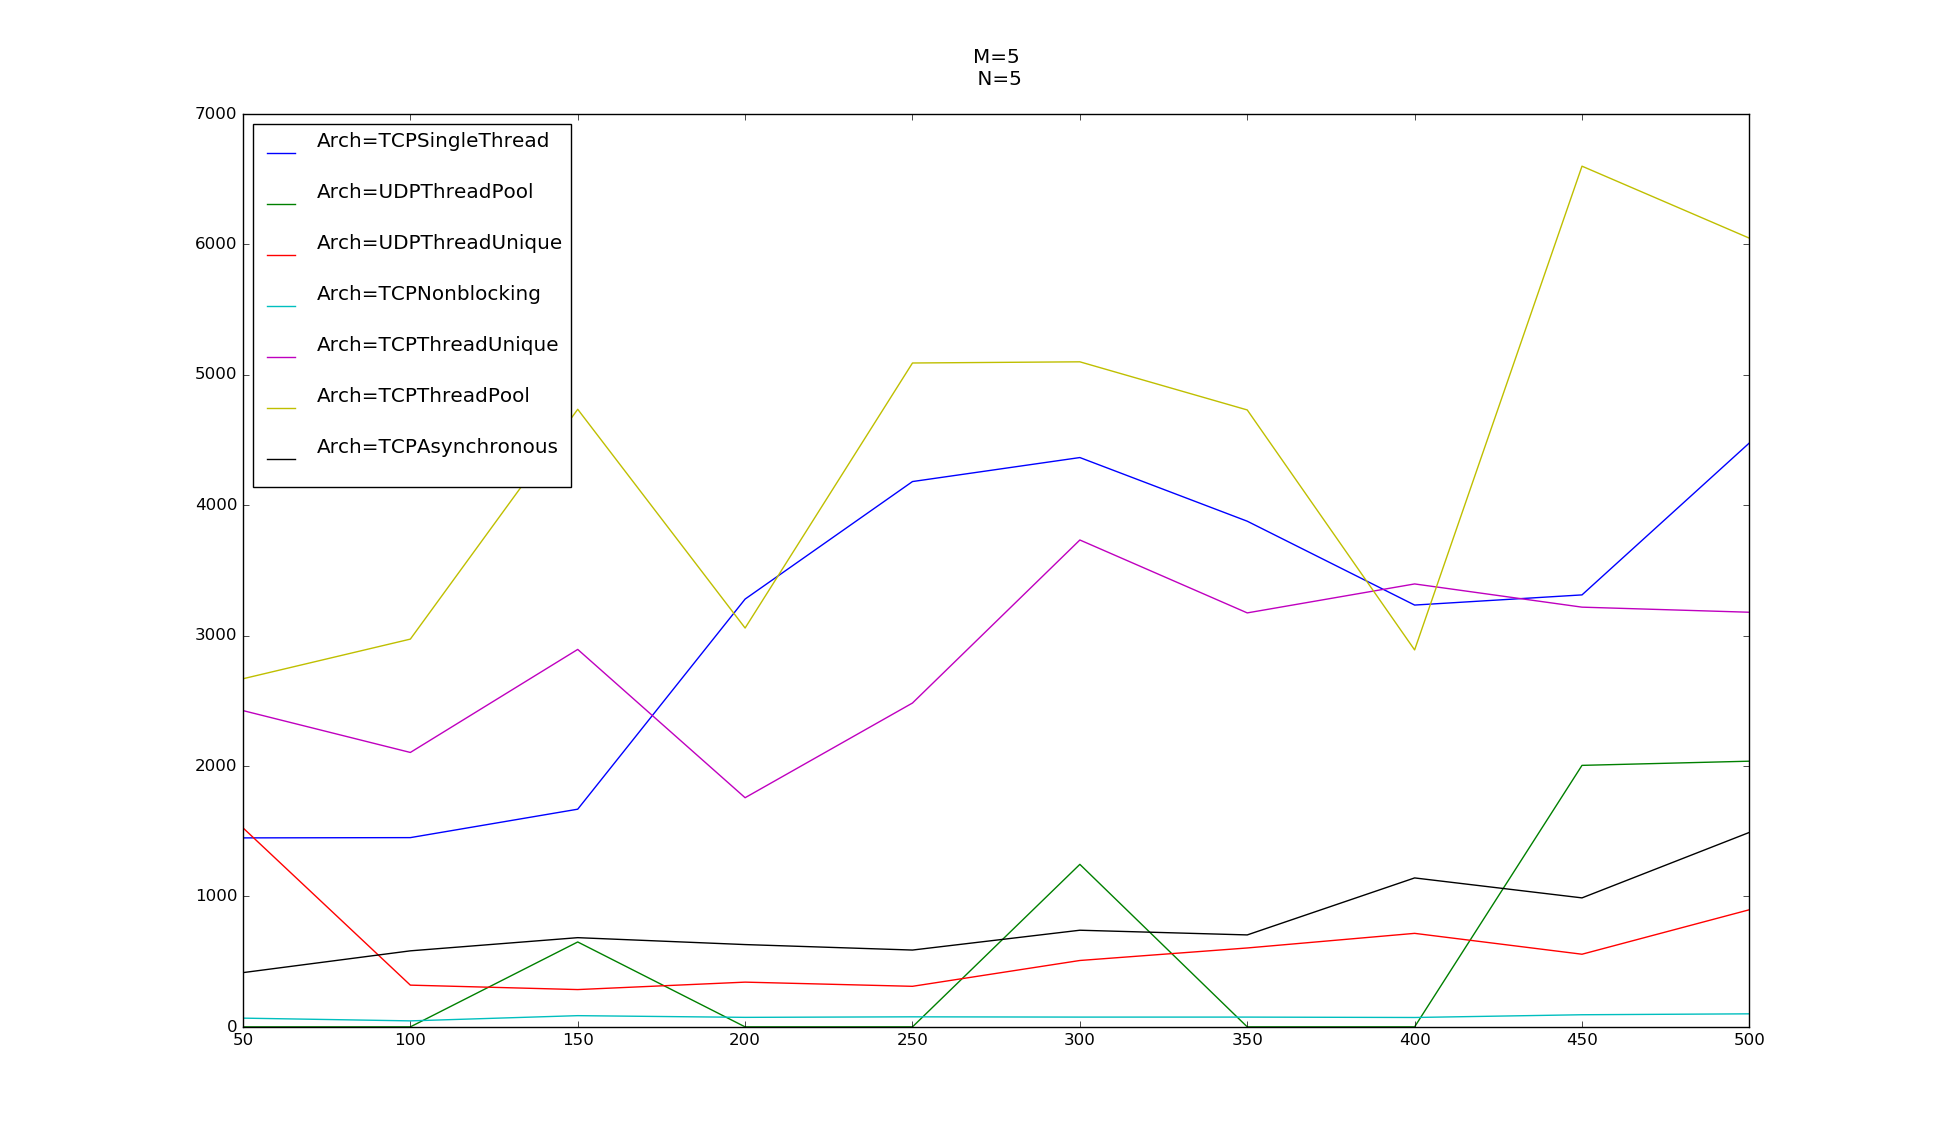 M=5
N=5
7000
6000
5000
4000
3000
2000
1000
0
Arch=TCPSingleThread
Arch=UDPThreadPool
Arch=UDPThreadUnique
Arch=TCPNonblocking
Arch=TCPThreadUnique
Arch=TCPThreadPool
Arch=TCPAsynchronous
50 100 150 200 250 300 350 400 450 500